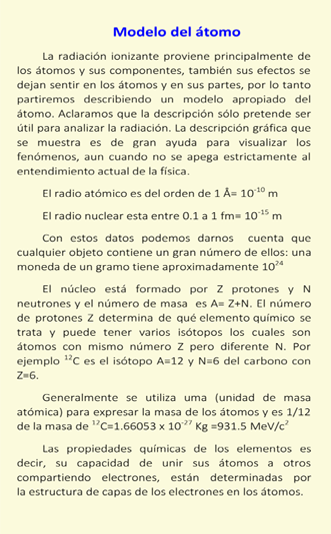 Modelo del átomo
La radiación ionizante proviene principalmente de
los átomos y sus componentes, también sus efectos se
dejan sentir en los átomos y en sus partes, por lo tanto
partiremos describiendo un modelo apropiado del
átomo. Aclaramos que la descripción sólo pretende ser
útil para analizar la radiación. La descripción gráfica que
se muestra es de gran ayuda para visualizar los
fenómenos, aun cuando no se apega estrictamente al
entendimiento actual de la física.
El radio atómico es del orden de 1 Å= 10⁻¹⁰ m
El radio nuclear esta entre 0.1 a 1 fm= 10⁻¹⁵ m
Con estos datos podemos darnos cuenta que
cualquier objeto contiene un gran número de ellos: una
moneda de un gramo tiene aproximadamente 10²⁴
El núcleo está formado por Z protones y N
neutrones y el número de masa es A= Z+N. El número
de protones Z determina de qué elemento químico se
trata y puede tener varios isótopos los cuales son
átomos con mismo número Z pero diferente N. Por
ejemplo ¹²C es el isótopo A=12 y N=6 del carbono con
Z=6.
Generalmente se utiliza uma (unidad de masa
atómica) para expresar la masa de los átomos y es 1/12
de la masa de ¹²C=1.66053 x 10⁻²⁷ Kg =931.5 MeV/c²
Las propiedades químicas de los elementos es
decir, su capacidad de unir sus átomos a otros
compartiendo electrones, están determinadas por
la estructura de capas de los electrones en los átomos.